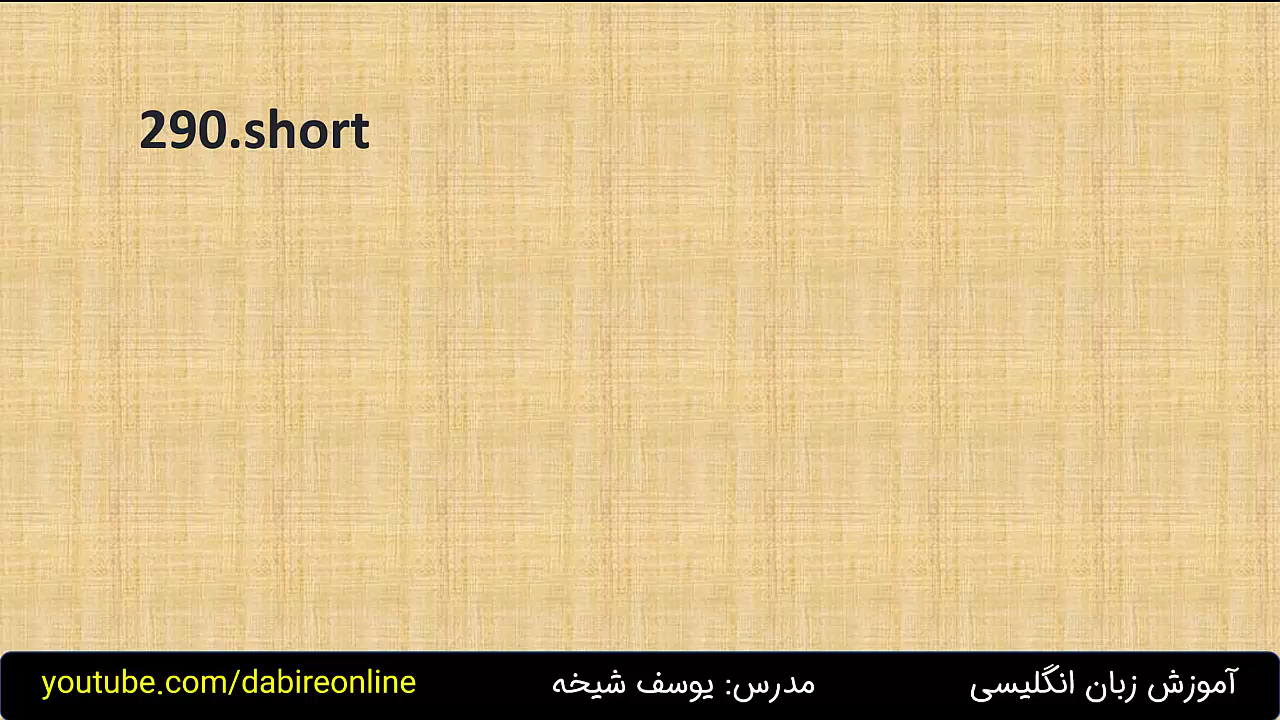 290.short
youtube.com/dabireonline
مدرس: یوسف شیخه
آموزش زبان انگلیسی